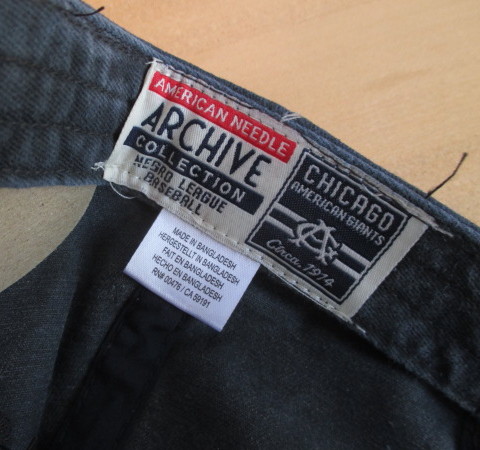 AMERICAN NEEDLE
ARCHIVE
COLLECTION
NEGRO LEAGUE
BASEBALL
CHICAGO
AMERICAN GIANTS
CAG
Circa. 1914
MADE IN BANGLADESH
HERGESTELLT IN BANGLADESH
FAIT EN BANGLADESH
HECHO EN BANGLADESH
RN# 00476 / CA 59191